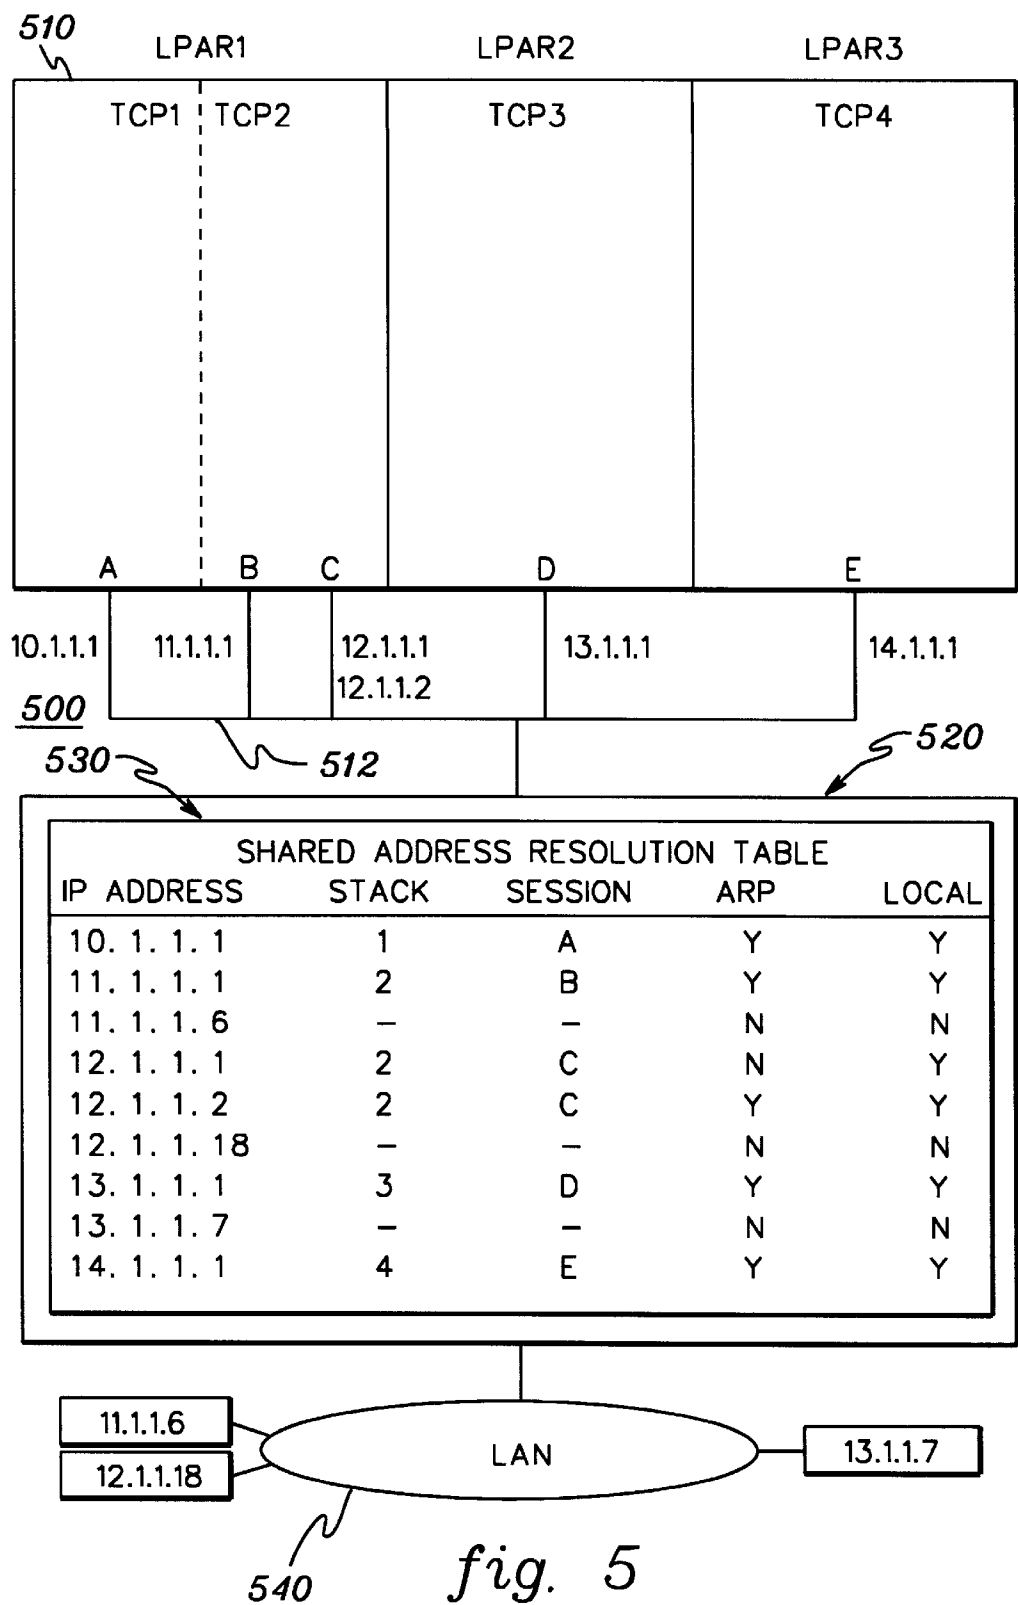 510
LPAR1 LPAR2 LPAR3
TCP1 TCP2 TCP3 TCP4
A B C D E
10.1.1.1 11.1.1.1 12.1.1.1 13.1.1.1 14.1.1.1
12.1.1.2
500
512
520
530
SHARED ADDRESS RESOLUTION TABLE
IP ADDRESS STACK SESSION ARP LOCAL
10. 1. 1. 1 1 A Y Y
11. 1. 1. 1 2 B Y Y
11. 1. 1. 6 – – N N
12. 1. 1. 1 2 C N Y
12. 1. 1. 2 2 C Y Y
12. 1. 1. 18 – – N N
13. 1. 1. 1 3 D Y Y
13. 1. 1. 7 – – N N
14. 1. 1. 1 4 E Y Y
11.1.1.6
12.1.1.18
LAN
13.1.1.7
540
fig. 5